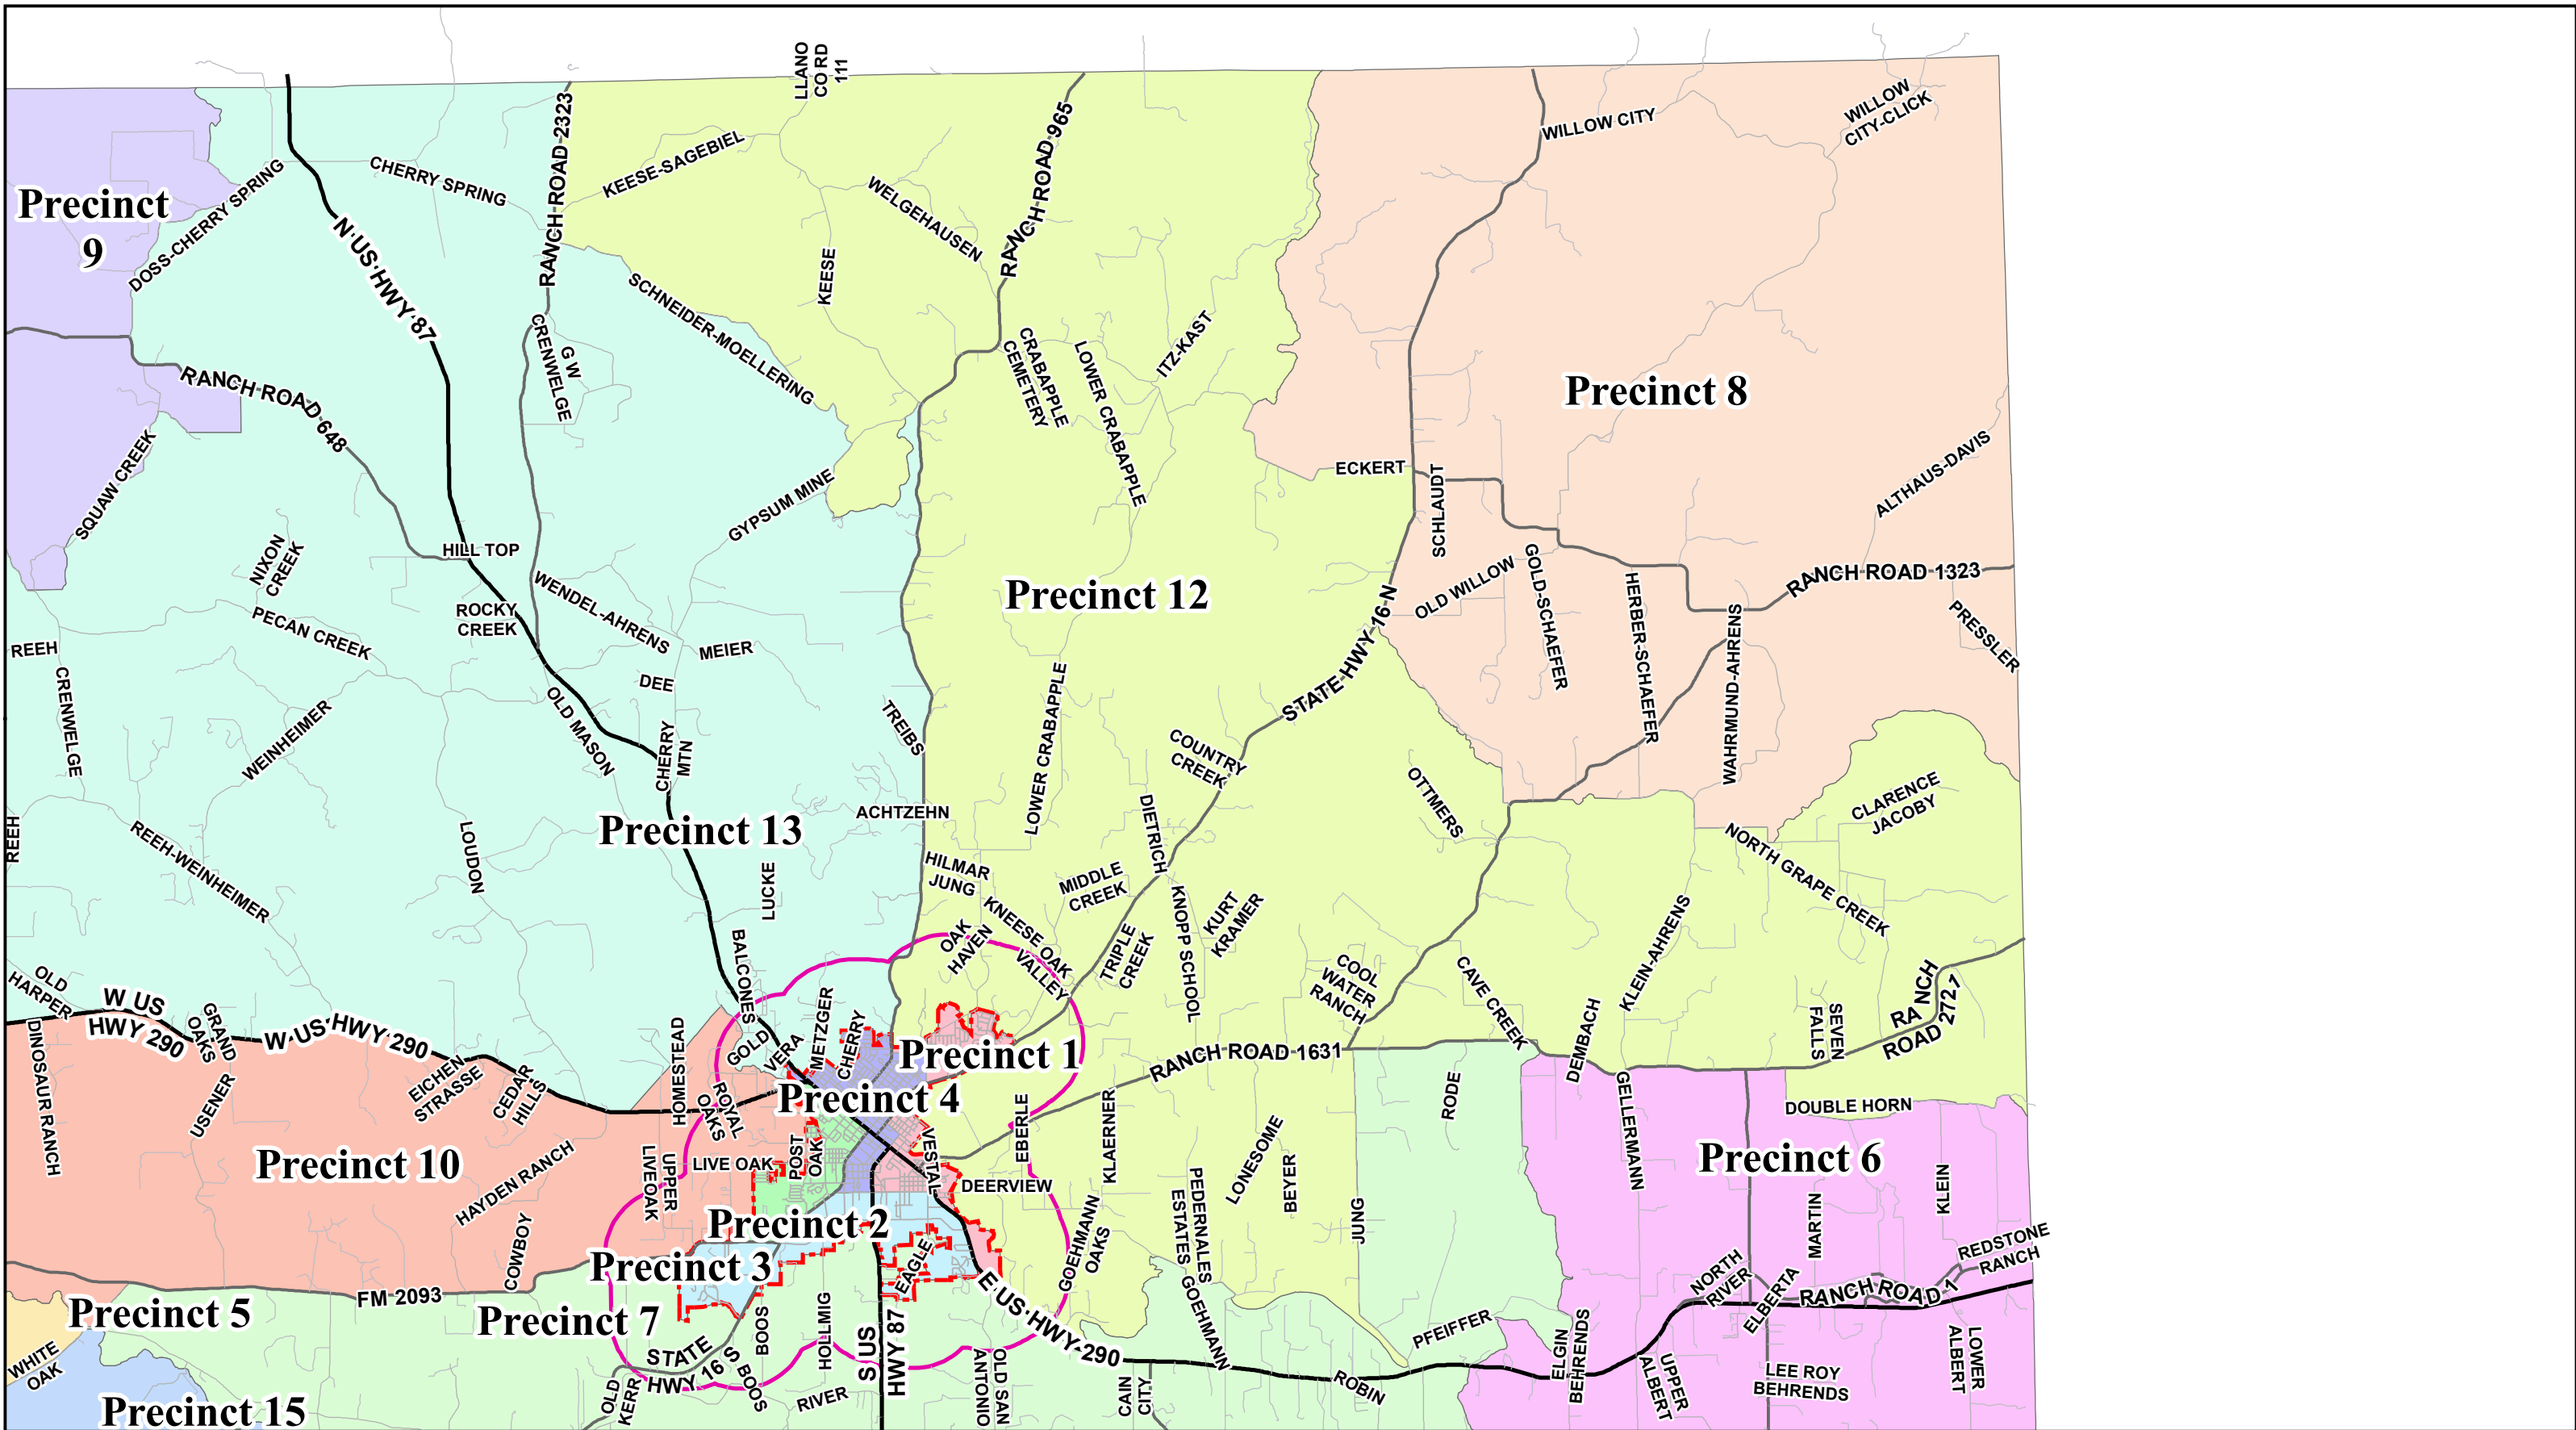 LLANO
CO RD
111
RANCH ROAD 2323
RANCH ROAD 965
WILLOW CITY
WILLOW
CITY-CLICK
KEESE-SAGEBIEL
CHERRY SPRING
DOSS-CHERRY SPRING
WELGEHAUSEN
Precinct
9
N US HWY 87
KEESE
SCHNEIDER-MOELLERING
G W
CRENWELGE
CRABAPPLE
CEMETERY
LOWER CRABAPPLE
ITZ-KAST
RANCH ROAD 648
Precinct 8
ECKERT
SCHLAUDT
ALTHAUS-DAVIS
SQUAW CREEK
GYPSUM MINE
HILL TOP
NIXON
CREEK
ROCKY
CREEK
WENDEL-AHRENS
PECAN CREEK
Precinct 12
STATE HWY 16 N
OLD WILLOW
GOLD-SCHAEFER
HERBER-SCHAEFER
WAHRMUND-AHRENS
RANCH ROAD 1323
PRESSLER
REEH
CRENWELGE
MEIER
DEE
OLD MASON
WEINHEIMER
CHERRY
MTN
TREIBS
LOWER CRABAPPLE
COUNTRY
CREEK
OTTMERS
CLARENCE
JACOBY
REEH
REEH-WEINHEIMER
LOUDON
Precinct 13
ACHTZEHN
DIETRICH
NORTH GRAPE CREEK
LUCKE
HILMAR
JUNG
MIDDLE
CREEK
KNEESE OAK
VALLEY
OAK
HAVEN
TRIPLE
CREEK
KNOPP SCHOOL
KURT
KRAMER
COOL
WATER
RANCH
CAVE CREEK
KLEIN-AHRENS
DEMBACH
SEVEN
FALLS
RANCH
ROAD 2727
BALCONES
OLD
HARPER
W US
HWY 290
GRAND
OAKS
W US HWY 290
DINOSAUR RANCH
USENER
EICHEN
STRASSE
CEDAR
HILLS
HOMESTEAD
GOLD
VERA
METZGER
CHERRY
Precinct 1
RANCH ROAD 1631
Precinct 4
ROYAL
OAKS
RODE
GELLERMANN
DOUBLE HORN
Precinct 10
HAYDEN RANCH
UPPER
LIVEOAK
LIVE OAK
POST
OAK
VESTAL
EBERLE
DEERVIEW
KLAERNER
LONESOME
BEYER
JUNG
Precinct 6
KLEIN
MARTIN
Precinct 2
GOEHMANN
OAKS
PEDERNALES
ESTATES
COWBOY
Precinct 3
EAGLE
GOEHMANN
REDSTONE
RANCH
NORTH
RIVER
ELBERTA
RANCH ROAD 1
FM 2093
Precinct 5
Precinct 7
E US HWY 290
BOOS
HOLLMIG
S US
HWY 87
PFEIFFER
ELGIN
BEHRENDS
WHITE
OAK
STATE
HWY 16 S
BOOS
OLD SAN
ANTONIO
CAIN
CITY
ROBIN
UPPER
ALBERT
LEE ROY
BEHRENDS
LOWER
ALBERT
Precinct 15
OLD
KERR
RIVER